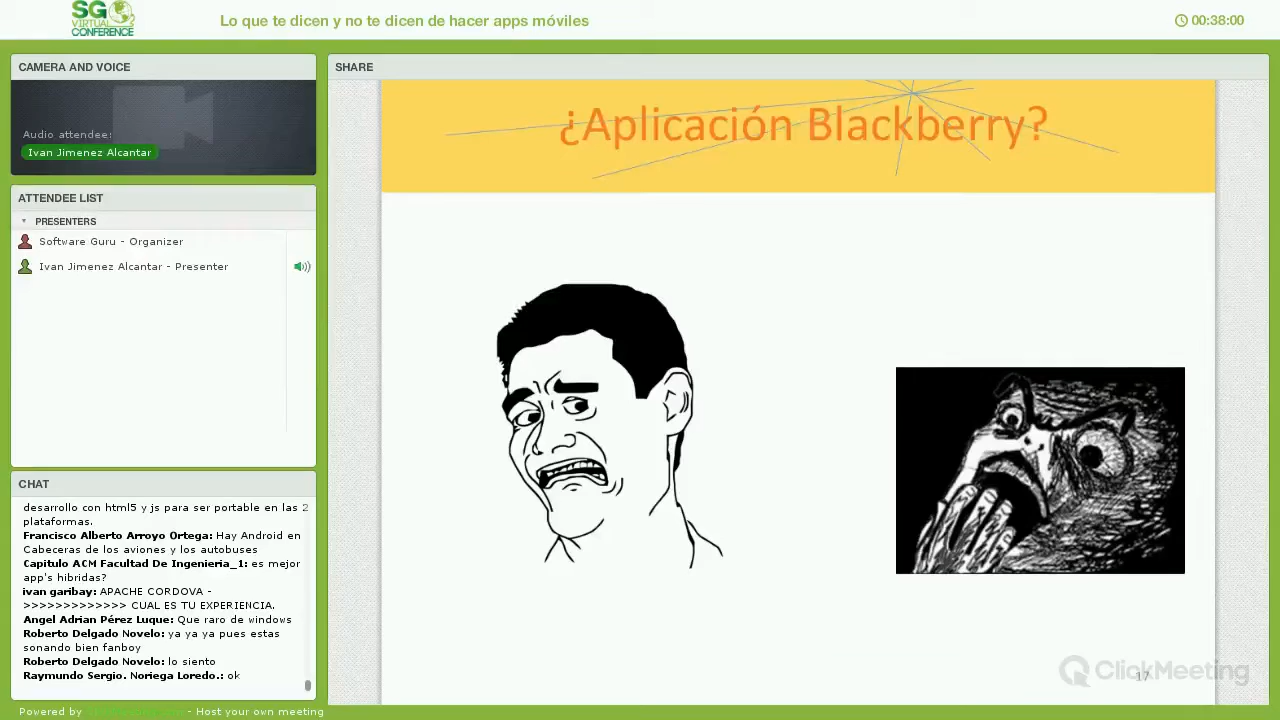 SG
VIRTUAL
CONFERENCE
Lo que te dicen y no te dicen de hacer apps móviles
00:38:00
CAMERA AND VOICE
Audio attendee:
Ivan Jimenez Alcantar
ATTENDEE LIST
PRESENTERS
Software Guru - Organizer
Ivan Jimenez Alcantar - Presenter
CHAT
desarrollo con html5 y js para ser portable en las 2
plataformas.
Francisco Alberto Arroyo Ortega: Hay Android en
Cabeceras de los aviones y los autobuses
Capitulo ACM Facultad De Ingenieria_1: es mejor
app's hibridas?
ivan garibay: APACHE CORDOVA -
>>>>>>>>>>>>> CUAL ES TU EXPERIENCIA.
Angel Adrian Pérez Luque: Que raro de windows
Roberto Delgado Novelo: ya ya ya pues estas
sonando bien fanboy
Roberto Delgado Novelo: lo siento
Raymundo Sergio. Noriega Loredo.: ok
Powered by
- Host your own meeting
SHARE
¿Aplicación Blackberry?
ClickMeeting
17